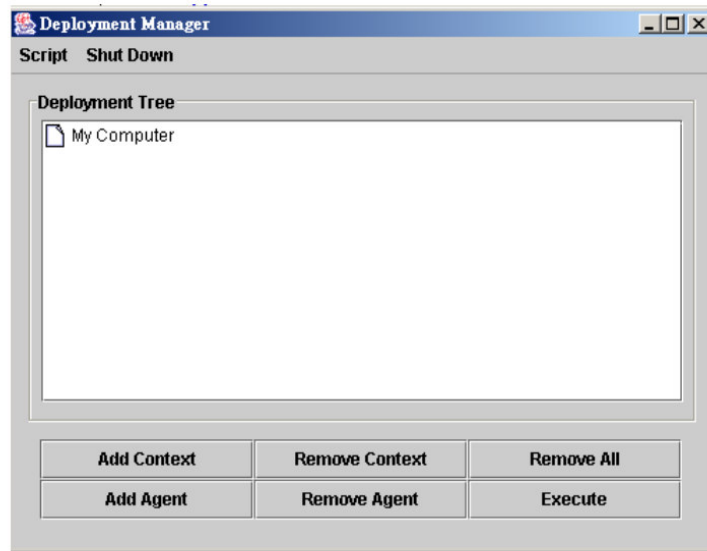 Deployment Manager
Script Shut Down
Deployment Tree
My Computer
Add Context Remove Context Remove All
Add Agent Remove Agent Execute